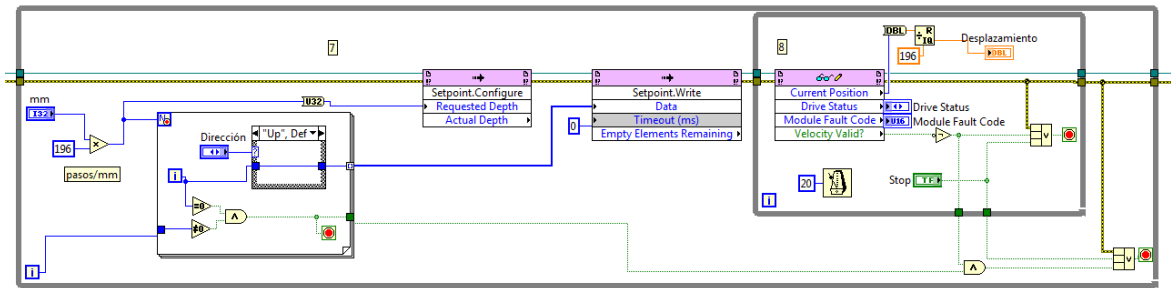 7
8
DBL
R
IQ
196
Desplazamiento
DBL
mm
I32
U32
Setpoint.Configure
Requested Depth
Actual Depth
Setpoint.Write
Data
Timeout (ms)
Empty Elements Remaining
0
Current Position
Drive Status
Module Fault Code
Velocity Valid?
Drive Status
U16
Module Fault Code
N
Dirección
"Up", Def
196
pasos/mm
i
=0
≠0
20
Stop
TF
i
i